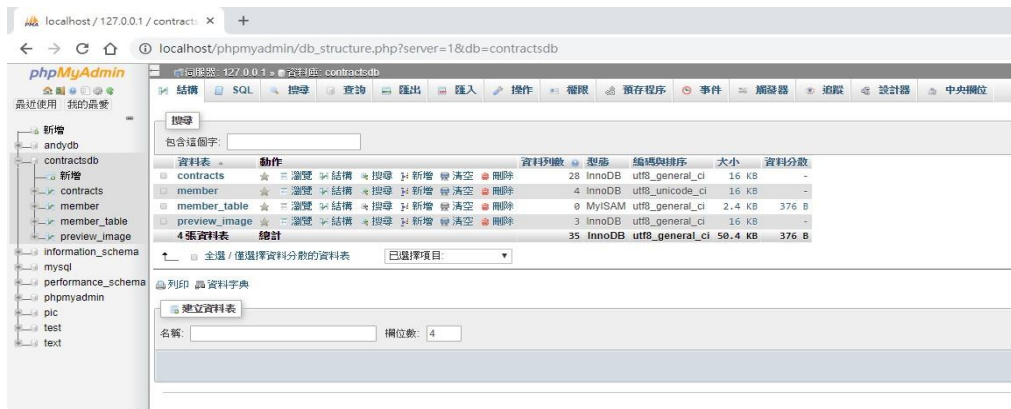 localhost / 127.0.0.1 / contracts
localhost/phpmyadmin/db_structure.php?server=1&db=contractsdb
phpMyAdmin
最近使用 我的最愛
新增
andydb
contractsdb
新增
contracts
member
member_table
preview_image
information_schema
mysql
performance_schema
phpmyadmin
pic
test
text
伺服器: 127.0.0.1 » 資料庫: contractsdb
結構 SQL 搜尋 查詢 匯出 匯入 操作 權限 預存程序 事件 觸發器 追蹤 設計器 中央欄位
搜尋
包含這個字:
資料表 動作 資料列數 型態 編碼與排序 大小 資料分散
contracts 瀏覽 結構 搜尋 新增 清空 刪除 28 InnoDB utf8_general_ci 16 KB -
member 瀏覽 結構 搜尋 新增 清空 刪除 4 InnoDB utf8_unicode_ci 16 KB -
member_table 瀏覽 結構 搜尋 新增 清空 刪除 0 MyISAM utf8_general_ci 2.4 KB 376 B
preview_image 瀏覽 結構 搜尋 新增 清空 刪除 3 InnoDB utf8_general_ci 16 KB -
4 張資料表 總計 35 InnoDB utf8_general_ci 50.4 KB 376 B
全選 / 僅選擇資料分散的資料表 已選擇項目:
列印 資料字典
建立資料表
名稱: 欄位數: 4